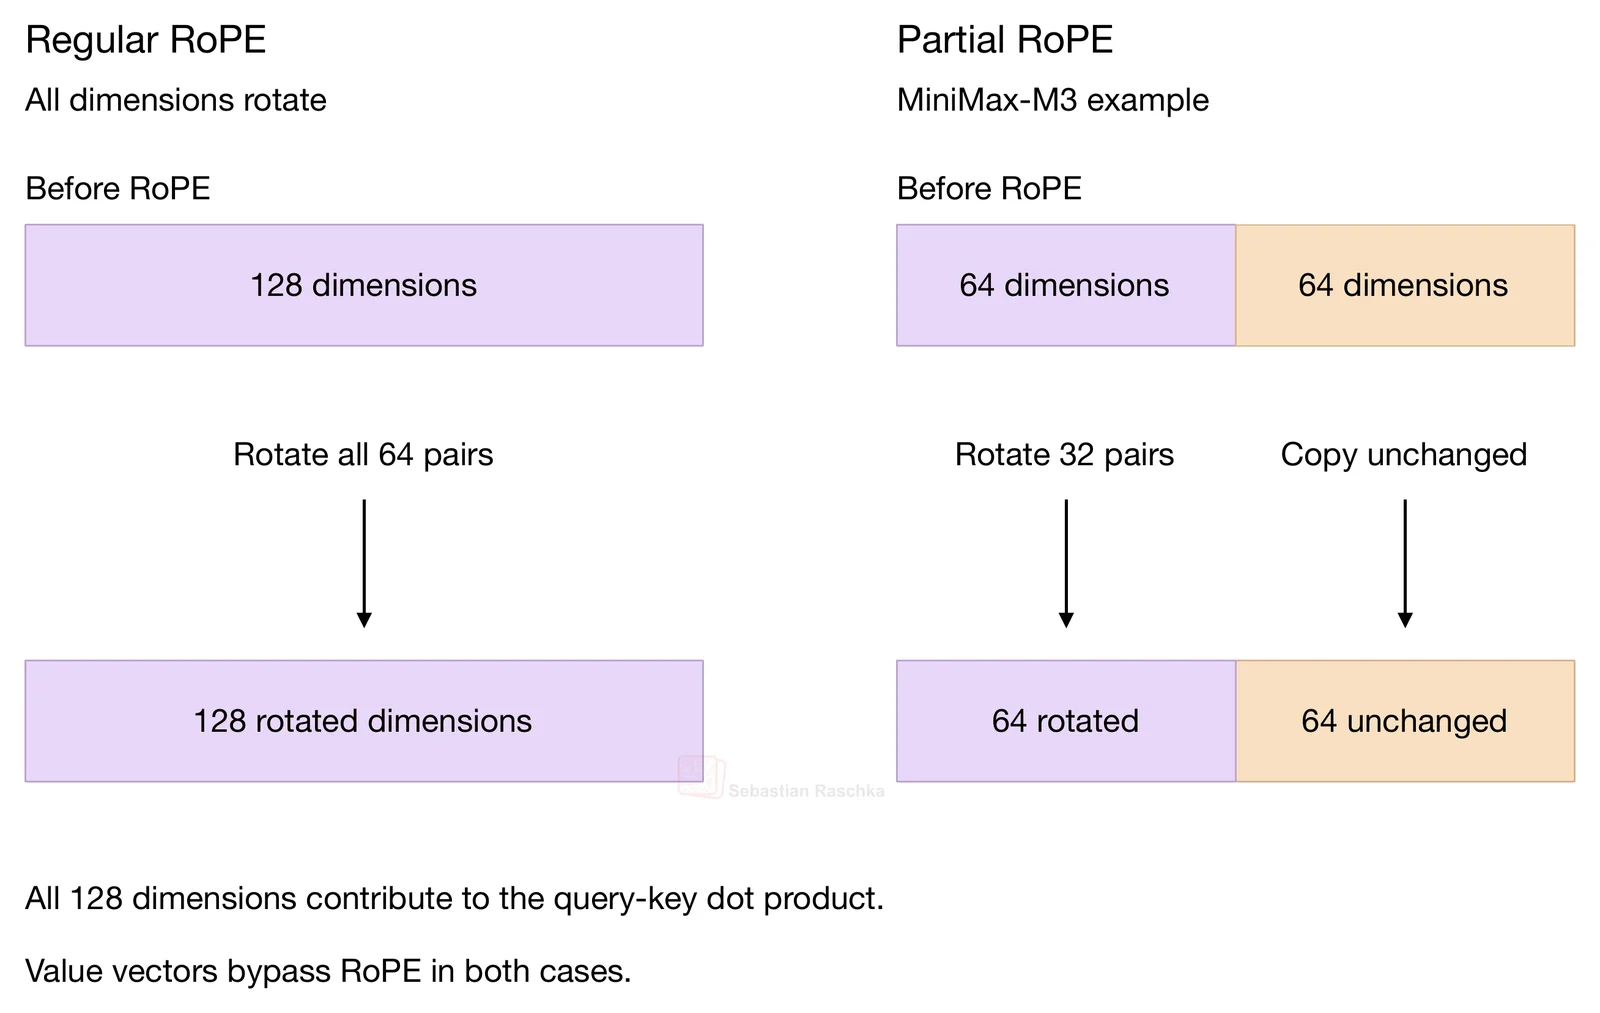 Regular RoPE
All dimensions rotate
Before RoPE
128 dimensions
Rotate all 64 pairs
128 rotated dimensions
Partial RoPE
MiniMax-M3 example
Before RoPE
64 dimensions
64 dimensions
Rotate 32 pairs
Copy unchanged
64 rotated
64 unchanged
Sebastian Raschka
All 128 dimensions contribute to the query-key dot product.
Value vectors bypass RoPE in both cases.